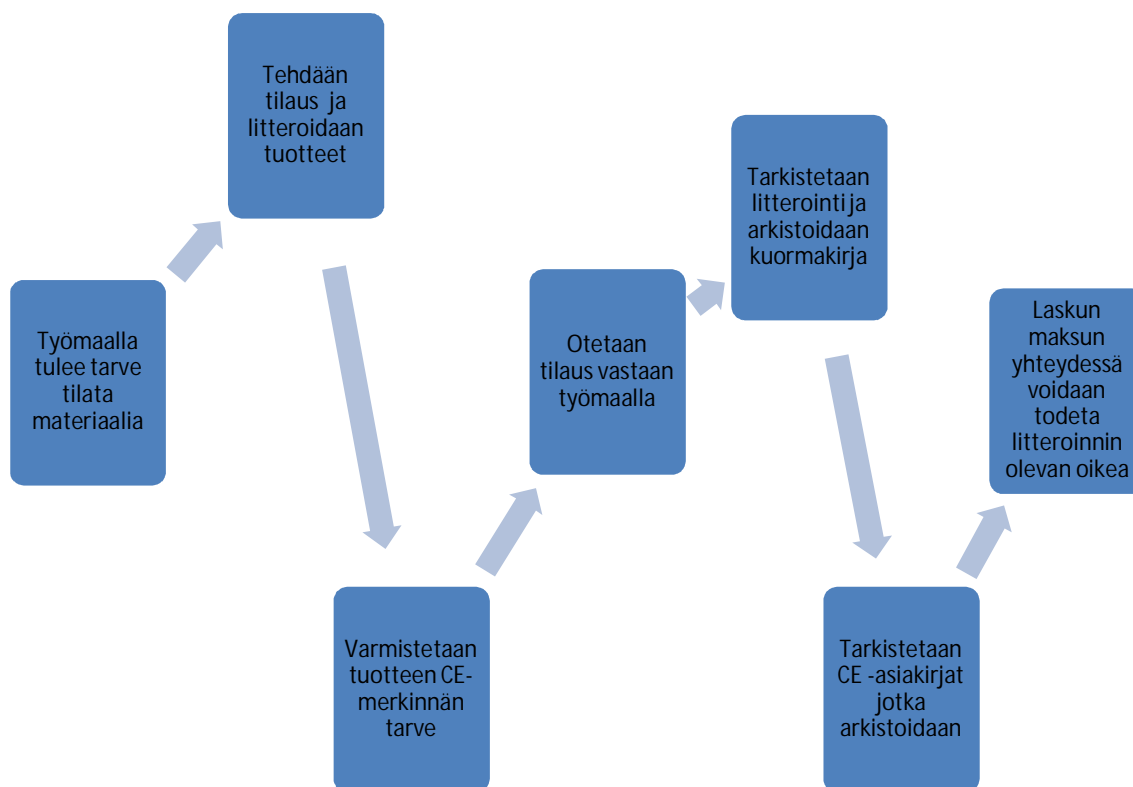 Työmaalla
tulee tarve
tilata
materiaalia
Tehdään
tilaus ja
litteroidaan
tuotteet
Varmistetaan
tuotteen CE-
merkinnän
tarve
Otetaan
tilaus vastaan
työmaalla
Tarkistetaan
litterointi ja
arkistoidaan
kuormakirja
Tarkistetaan
CE -asiakirjat
jotka
arkistoidaan
Laskun
maksun
yhteydessä
voidaan
todeta
litteroinnin
olevan oikea